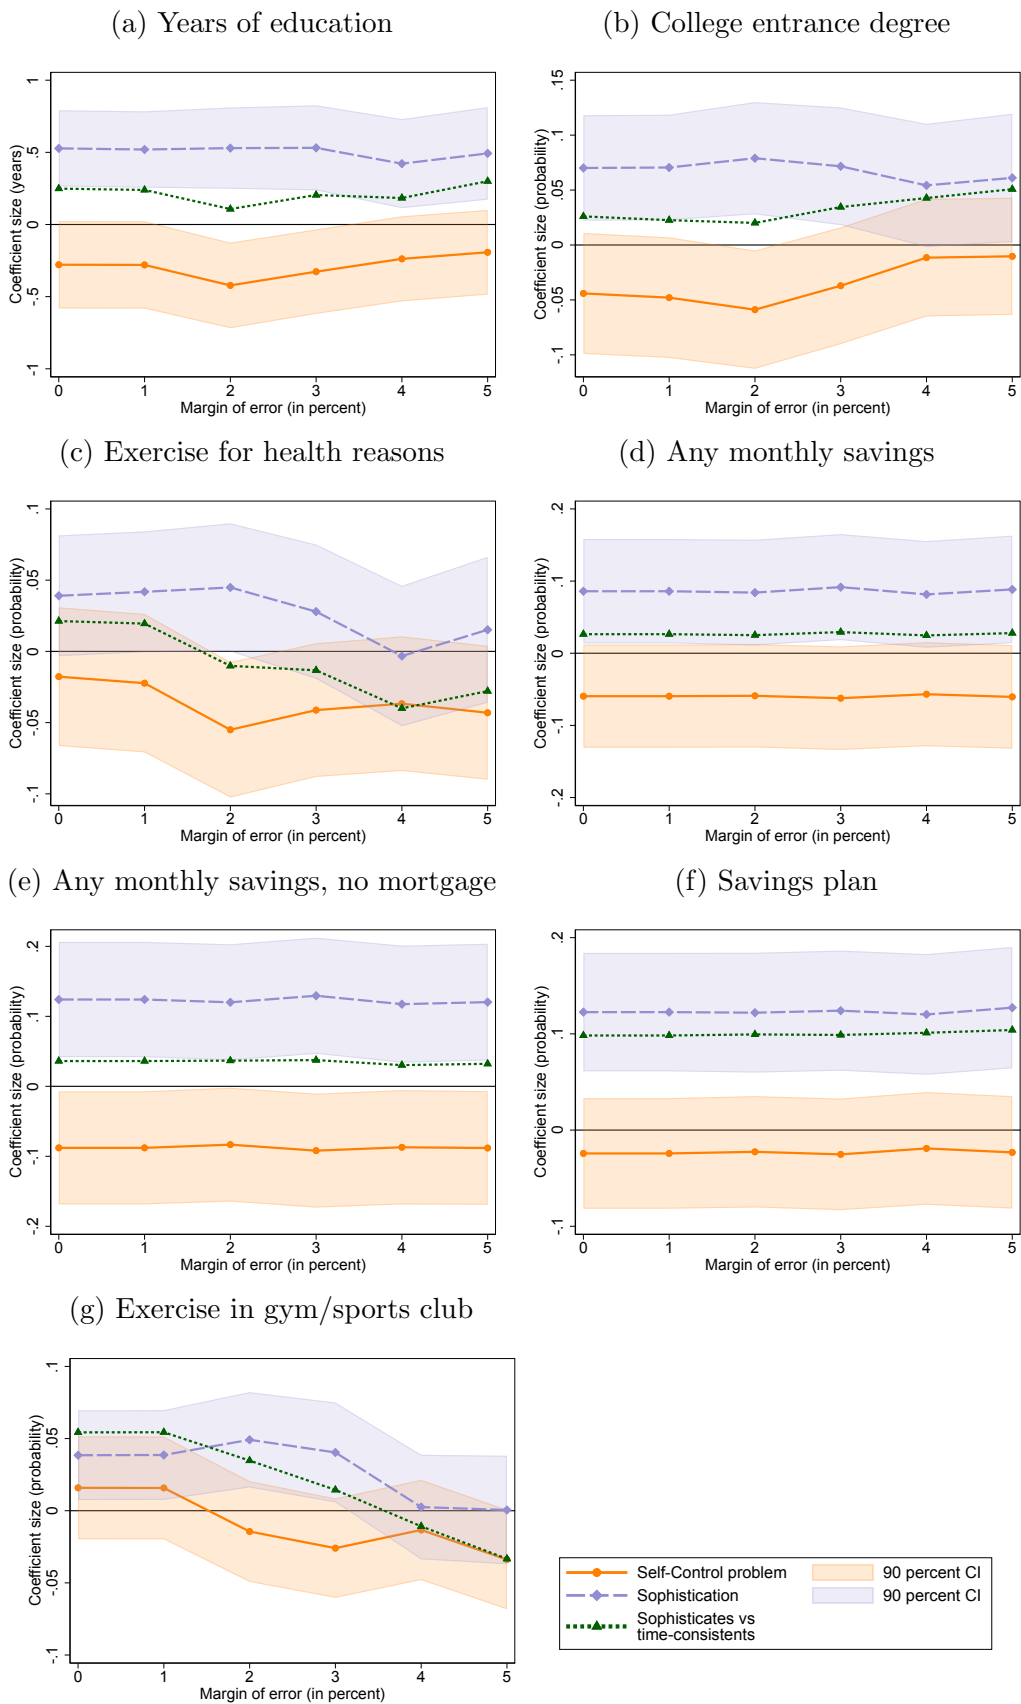 (a) Years of education
Coefficient size (years)
1
.5
0
-.5
-1
0 1 2 3 4 5
Margin of error (in percent)
(b) College entrance degree
Coefficient size (probability)
.15
.1
.05
0
-.05
-.1
0 1 2 3 4 5
Margin of error (in percent)
(c) Exercise for health reasons
Coefficient size (probability)
.1
.05
0
-.05
-.1
0 1 2 3 4 5
Margin of error (in percent)
(d) Any monthly savings
Coefficient size (probability)
.2
.1
0
-.1
-.2
0 1 2 3 4 5
Margin of error (in percent)
(e) Any monthly savings, no mortgage
Coefficient size (probability)
.2
.1
0
-.1
-.2
0 1 2 3 4 5
Margin of error (in percent)
(f) Savings plan
Coefficient size (probability)
.2
.1
0
-.1
0 1 2 3 4 5
Margin of error (in percent)
(g) Exercise in gym/sports club
Coefficient size (probability)
.1
.05
0
-.05
-.1
0 1 2 3 4 5
Margin of error (in percent)
Self-Control problem 90 percent CI
Sophistication 90 percent CI
Sophisticates vs
time-consistents